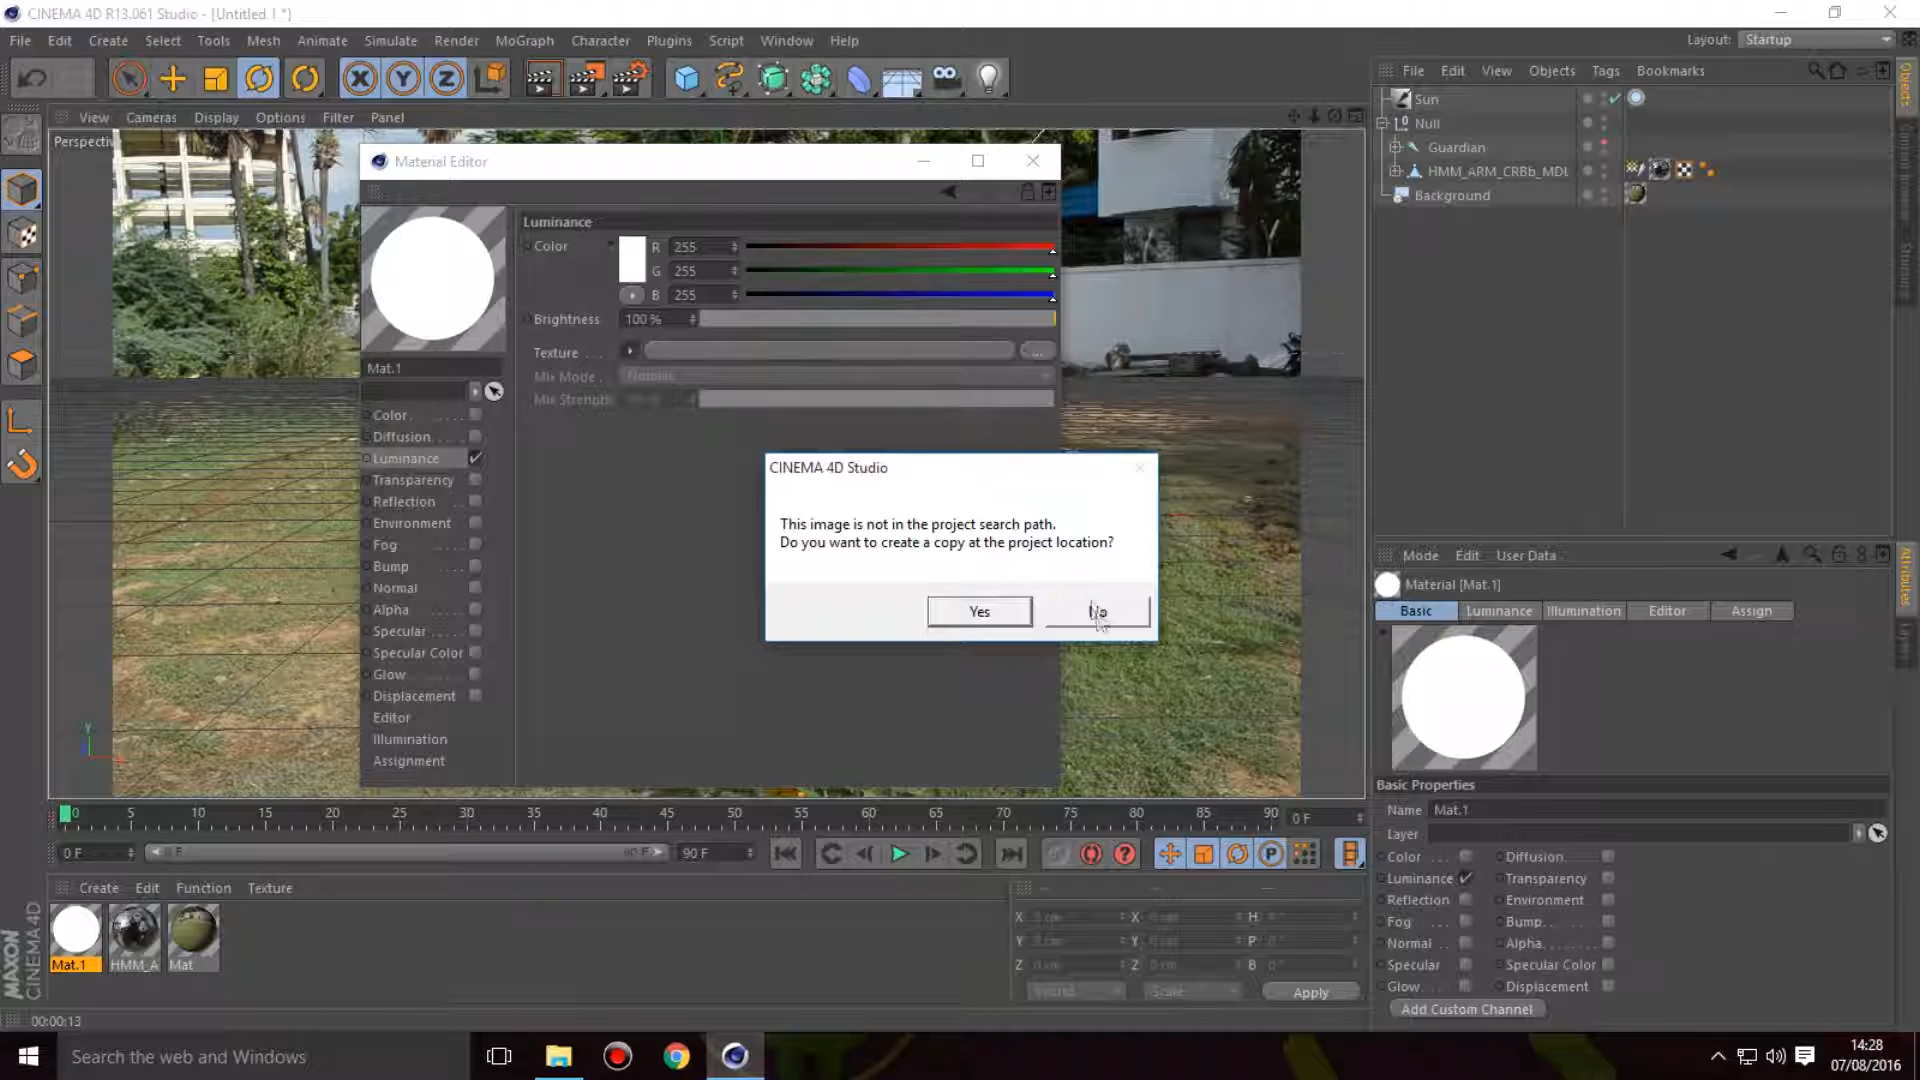 CINEMA 4D R13.061 Studio - [Untitled 1 *]
File Edit Create Select Tools Mesh Animate Simulate Render MoGraph Character Plugins Script Window Help
Layout: Startup
View Cameras Display Options Filter Panel
Perspectiv
Material Editor
Luminance
Color
R 255
G 255
B 255
Brightness 100 %
Texture ...
Mix Mode
Mix Strength
Mat.1
Color
Diffusion
Luminance
Transparency
Reflection
Environment
Fog
Bump
Normal
Alpha
Specular
Specular Color
Glow
Displacement
Editor
Illumination
Assignment
CINEMA 4D Studio
This image is not in the project search path.
Do you want to create a copy at the project location?
Yes No
File Edit View Objects Tags Bookmarks
Sun
Null
Guardian
HMM_ARM_CRBb_MDL
Background
Objects
Structure
Attributes
Mode Edit User Data
Material [Mat.1]
Basic Luminance Illumination Editor Assign
Basic Properties
Name Mat.1
Layer
Color Diffusion
Luminance Transparency
Reflection Environment
Fog Bump
Normal Alpha
Specular Specular Color
Glow Displacement
Add Custom Channel
0 5 10 15 20 25 30 35 40 45 50 55 60 65 70 75 80 85 90 0 F
0 F 90 F
Create Edit Function Texture
Mat.1 HMM_A Mat
X X H
Y Y P
Z Z B
Scale Apply
MAXON CINEMA 4D
00:00:13
Search the web and Windows
14:28
07/08/2016